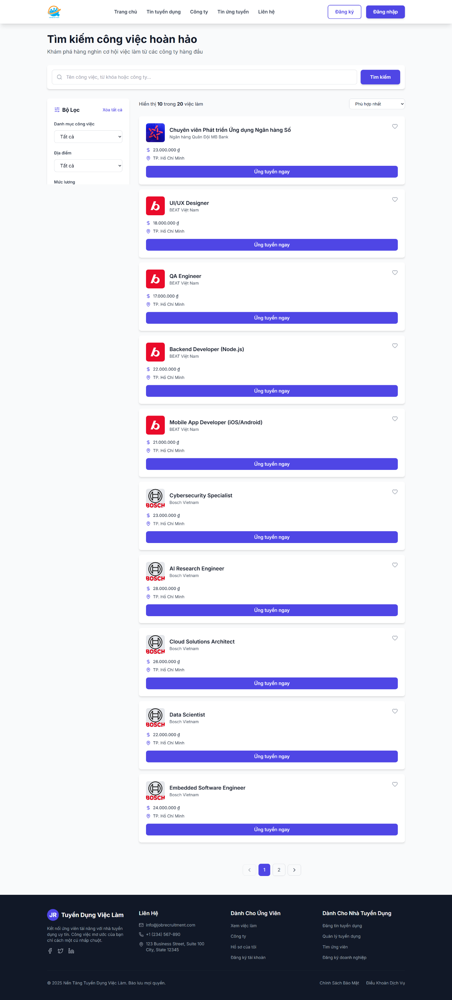 Trang chủ
Tin tuyển dụng
Công ty
Tin ứng tuyển
Liên hệ
Đăng ký
Đăng nhập
Tìm kiếm công việc hoàn hảo
Khám phá hàng nghìn cơ hội việc làm từ các công ty hàng đầu
Tên công việc, từ khóa hoặc công ty...
Tìm kiếm
Bộ Lọc
Xóa tất cả
Danh mục công việc
Tất cả
Địa điểm
Tất cả
Mức lương
Hiển thị 10 trong 20 việc làm
Phù hợp nhất
Chuyên viên Phát triển Ứng dụng Ngân hàng Số
Ngân hàng Quân Đội MB Bank
23.000.000 ₫
TP. Hồ Chí Minh
Ứng tuyển ngay
b
UI/UX Designer
BEAT Việt Nam
18.000.000 ₫
TP. Hồ Chí Minh
Ứng tuyển ngay
b
QA Engineer
BEAT Việt Nam
17.000.000 ₫
TP. Hồ Chí Minh
Ứng tuyển ngay
b
Backend Developer (Node.js)
BEAT Việt Nam
22.000.000 ₫
TP. Hồ Chí Minh
Ứng tuyển ngay
b
Mobile App Developer (iOS/Android)
BEAT Việt Nam
21.000.000 ₫
TP. Hồ Chí Minh
Ứng tuyển ngay
BOSCH
Cybersecurity Specialist
Bosch Vietnam
23.000.000 ₫
TP. Hồ Chí Minh
Ứng tuyển ngay
BOSCH
AI Research Engineer
Bosch Vietnam
28.000.000 ₫
TP. Hồ Chí Minh
Ứng tuyển ngay
BOSCH
Cloud Solutions Architect
Bosch Vietnam
26.000.000 ₫
TP. Hồ Chí Minh
Ứng tuyển ngay
BOSCH
Data Scientist
Bosch Vietnam
22.000.000 ₫
TP. Hồ Chí Minh
Ứng tuyển ngay
BOSCH
Embedded Software Engineer
Bosch Vietnam
24.000.000 ₫
TP. Hồ Chí Minh
Ứng tuyển ngay
1
2
JR Tuyển Dụng Việc Làm
Kết nối ứng viên tài năng với nhà tuyển
dụng uy tín. Công việc mơ ước của bạn
chỉ cách một cú nhấp chuột.
Liên Hệ
info@jobrecruitment.com
+1 (234) 567-890
123 Business Street, Suite 100
City, State 12345
Dành Cho Ứng Viên
Xem việc làm
Công ty
Hồ sơ của tôi
Đăng ký tài khoản
Dành Cho Nhà Tuyển Dụng
Đăng tin tuyển dụng
Quản lý tuyển dụng
Tìm ứng viên
Đăng ký doanh nghiệp
© 2025 Nền Tảng Tuyển Dụng Việc Làm. Bảo lưu mọi quyền.
Chính Sách Bảo Mật
Điều Khoản Dịch Vụ